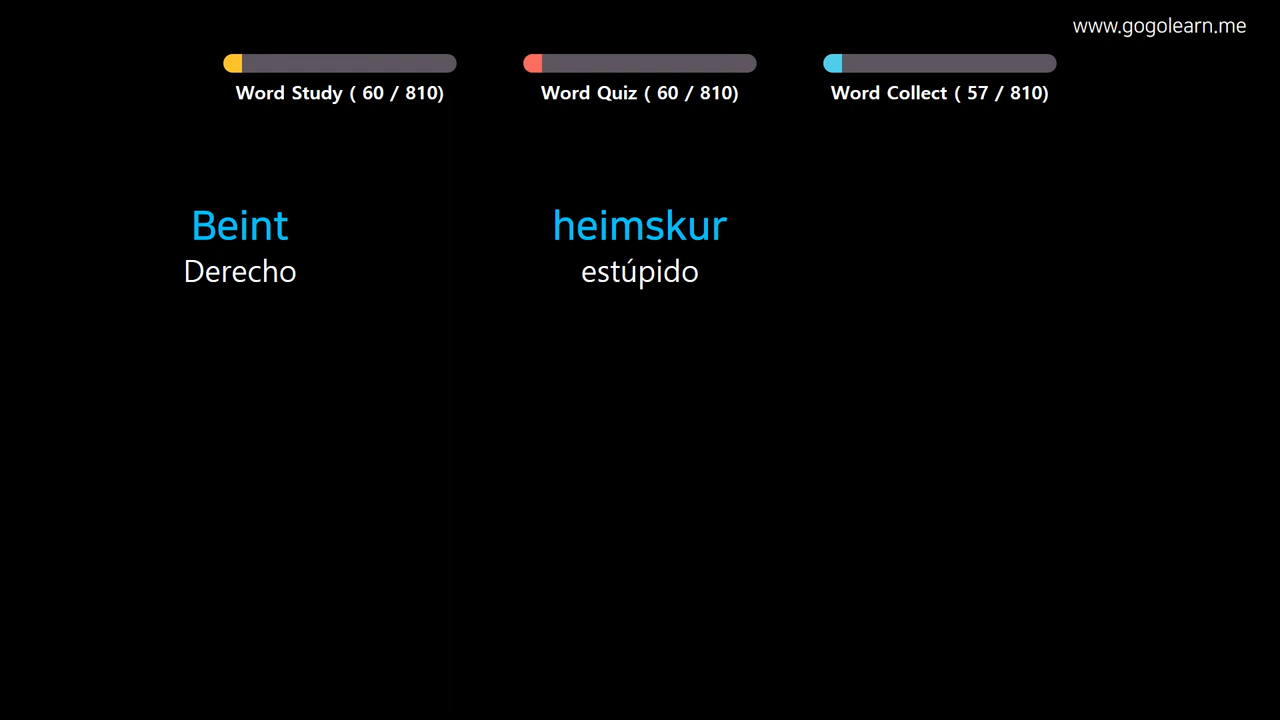 www.gogolearn.me
Word Study ( 60 / 810)
Word Quiz ( 60 / 810)
Word Collect ( 57 / 810)
Beint
Derecho
heimskur
estúpido